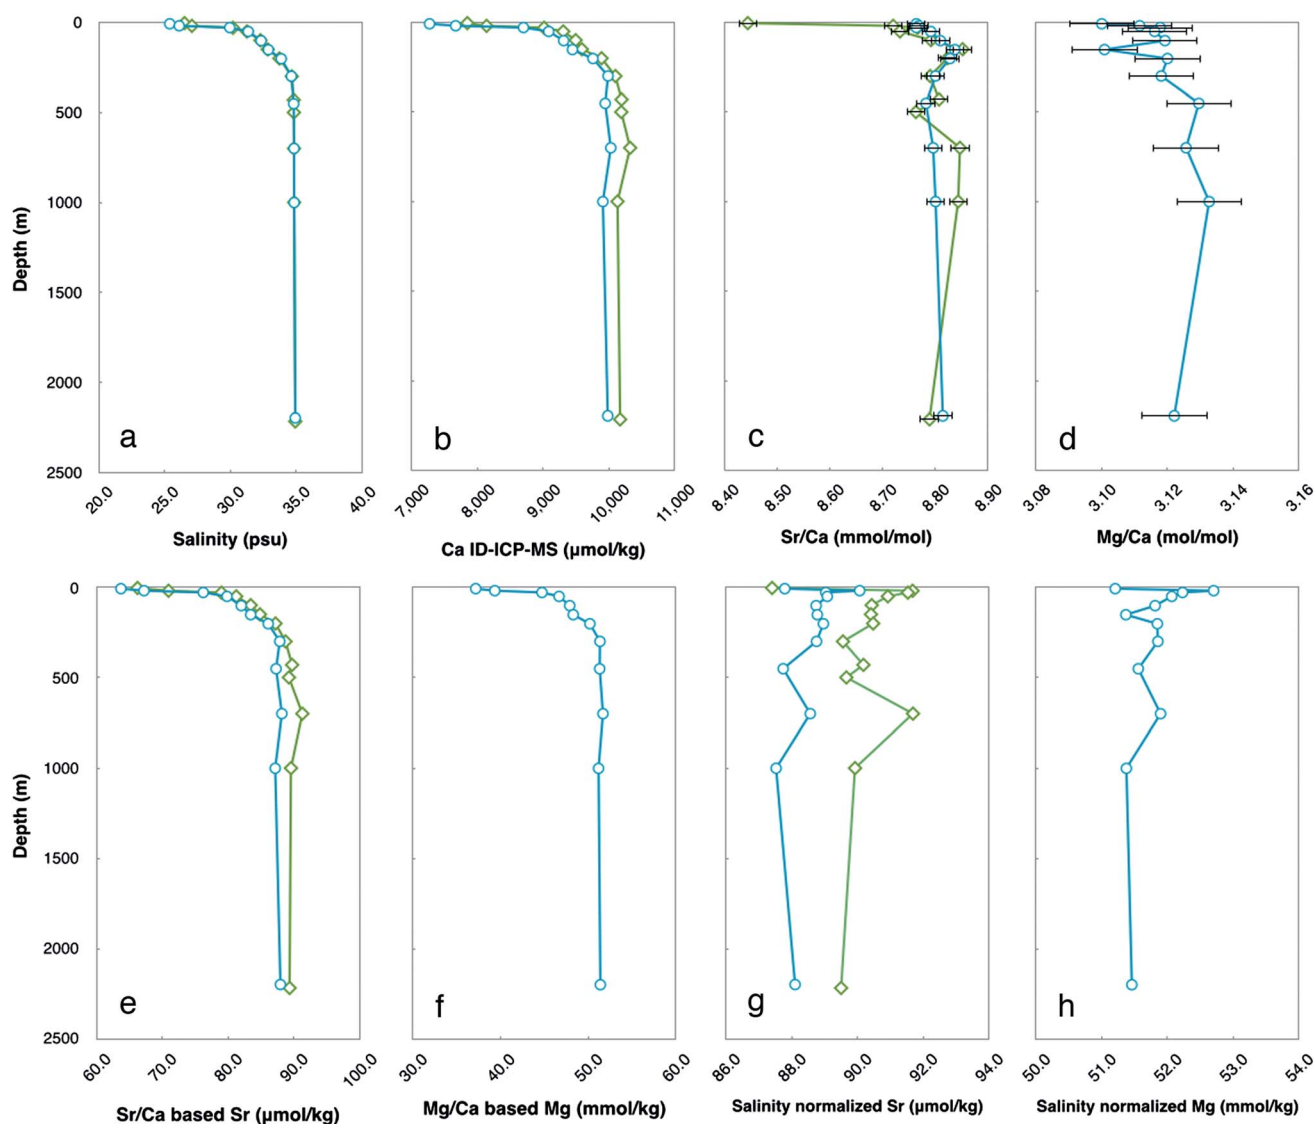 0
500
1000
1500
2000
2500
Depth (m)
a
20.0 25.0 30.0 35.0 40.0
Salinity (psu)
b
7,000 8,000 9,000 10,000 11,000
Ca ID-ICP-MS (µmol/kg)
c
8.40 8.50 8.60 8.70 8.80 8.90
Sr/Ca (mmol/mol)
d
3.08 3.10 3.12 3.14 3.16
Mg/Ca (mol/mol)
0
500
1000
1500
2000
2500
Depth (m)
e
60.0 70.0 80.0 90.0 100.0
Sr/Ca based Sr (µmol/kg)
f
30.0 40.0 50.0 60.0
Mg/Ca based Mg (mmol/kg)
g
86.0 88.0 90.0 92.0 94.0
Salinity normalized Sr (µmol/kg)
h
50.0 51.0 52.0 53.0 54.0
Salinity normalized Mg (mmol/kg)